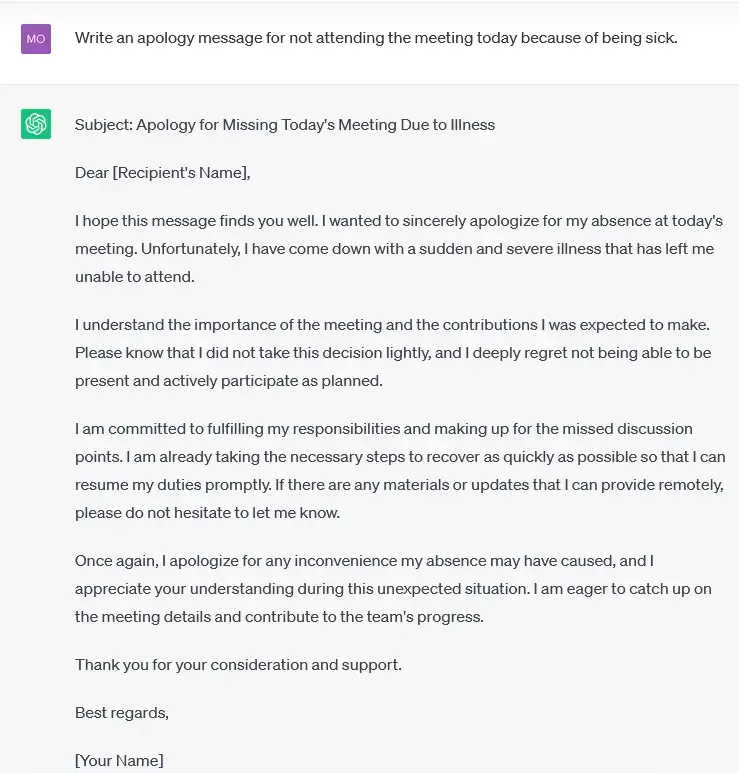 MO
Write an apology message for not attending the meeting today because of being sick.
Subject: Apology for Missing Today's Meeting Due to Illness
Dear [Recipient's Name],
I hope this message finds you well. I wanted to sincerely apologize for my absence at today's
meeting. Unfortunately, I have come down with a sudden and severe illness that has left me
unable to attend.
I understand the importance of the meeting and the contributions I was expected to make.
Please know that I did not take this decision lightly, and I deeply regret not being able to be
present and actively participate as planned.
I am committed to fulfilling my responsibilities and making up for the missed discussion
points. I am already taking the necessary steps to recover as quickly as possible so that I can
resume my duties promptly. If there are any materials or updates that I can provide remotely,
please do not hesitate to let me know.
Once again, I apologize for any inconvenience my absence may have caused, and I
appreciate your understanding during this unexpected situation. I am eager to catch up on
the meeting details and contribute to the team's progress.
Thank you for your consideration and support.
Best regards,
[Your Name]